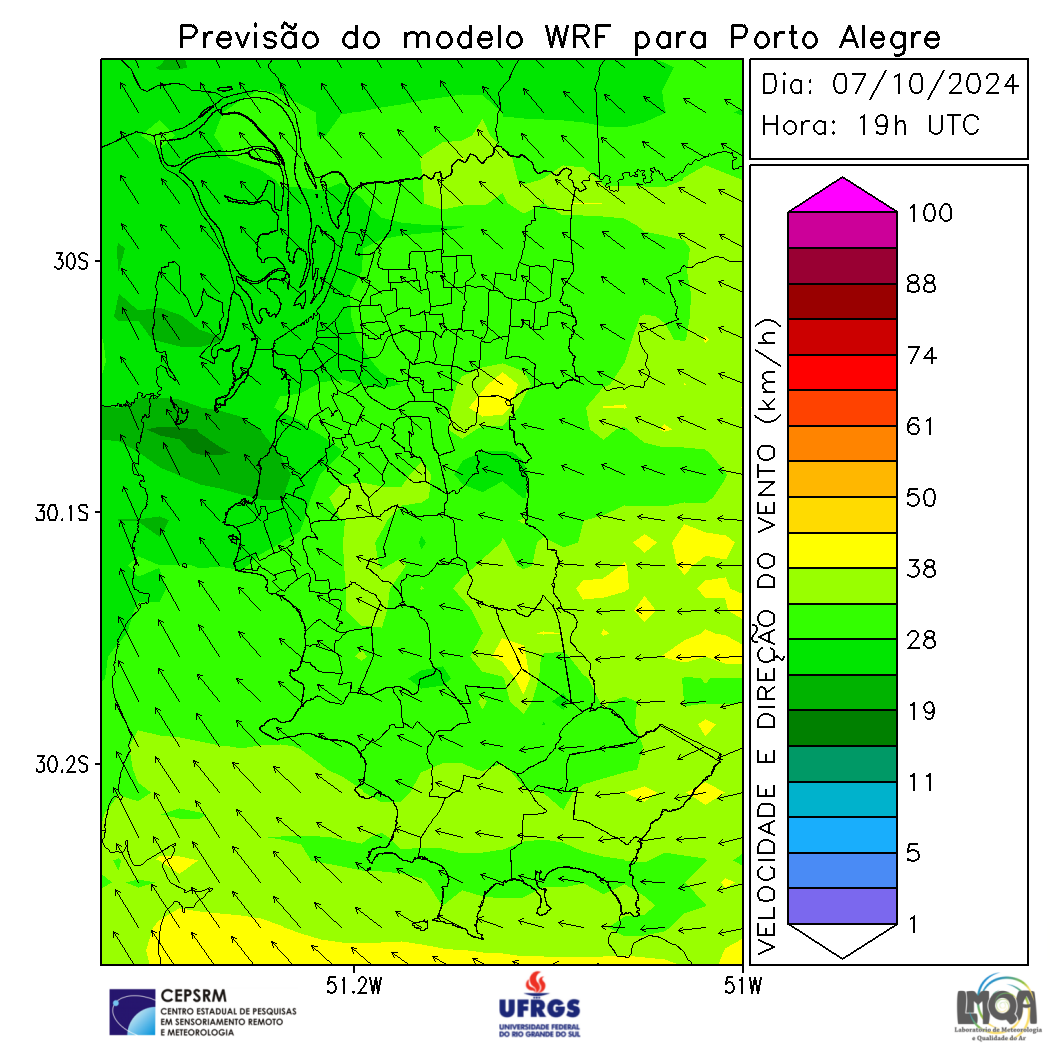 Previsão do modelo WRF para Porto Alegre
Dia: 07/10/2024
Hora: 19h UTC
30S
30.1S
30.2S
51.2W
51W
VELOCIDADE E DIREÇÃO DO VENTO (km/h)
100
88
74
61
50
38
28
19
11
5
1
CEPSRM
CENTRO ESTADUAL DE PESQUISAS
EM SENSORIAMENTO REMOTO
E METEOROLOGIA
UFRGS
UNIVERSIDADE FEDERAL
DO RIO GRANDE DO SUL
LMQA
Laboratório de Meteorologia
e Qualidade do Ar